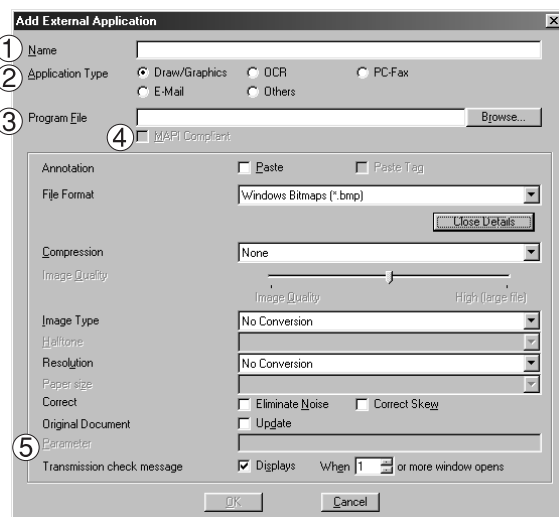 Add External Application
① Name
② Application Type Draw/Graphics OCR PC-Fax
E-Mail Others
③ Program File Browse...
④ MAPI Compliant
Annotation Paste Paste Tag
File Format Windows Bitmaps (*.bmp)
Close Details
Compression None
Image Quality
Image Quality High (large file)
Image Type No Conversion
Halftone
Resolution No Conversion
Paper size
Correct Eliminate Noise Correct Skew
Original Document Update
⑤ Parameter
Transmission check message Displays When 1 or more window opens
OK Cancel